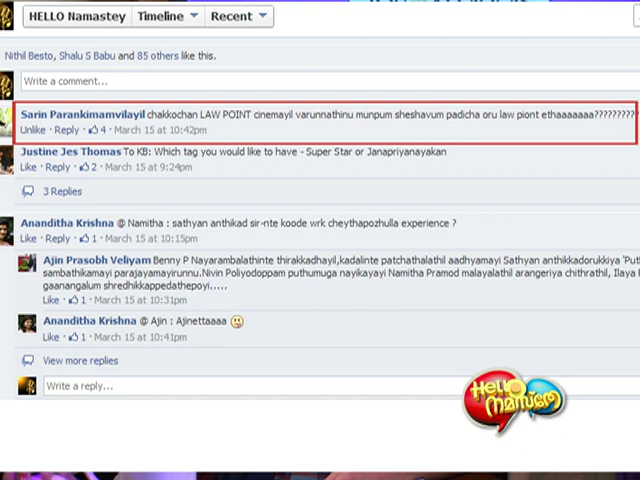 HELLO Namastey Timeline Recent
Nithil Besto, Shalu S Babu and 85 others like this.
Write a comment...
Sarin Parankimamvilayil chakkochan LAW POINT cinemayil varunnathinu munpum sheshavum padicha oru law piont ethaaaaaaa??????????
Unlike · Reply · 4 · March 15 at 10:42pm
Justine Jes Thomas To KB: Which tag you would like to have - Super Star or Janapriyanayakan
Like · Reply · 2 · March 15 at 9:24pm
3 Replies
Ananditha Krishna @ Namitha : sathyan anthikad sir-nte koode wrk cheythapozhulla experience ?
Like · Reply · 1 · March 15 at 10:15pm
Ajin Prasobh Veliyam Benny P Nayarambalathinte thirakkadhayil,kadalinte patchathalathil aadhyamayi Sathyan anthikkadorukkiya 'Puth
sambathikamayi parajayamayirunnu.Nivin Poliyodoppam puthumuga nayikayayi Namitha Pramod malayalathil arangeriya chithrathil, Ilaya
gaanangalum shredhikkappedathepoyi.....
Like · 1 · March 15 at 10:31pm
Ananditha Krishna @ Ajin : Ajinettaaaa
Like · 1 · March 15 at 10:41pm
View more replies
Write a reply...
HELLO
നമസ്തേ